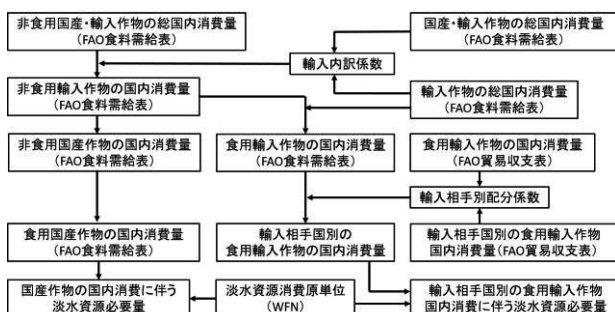 非食用国産・輸入作物の総国内消費量
(FAO食料需給表)
国産・輸入作物の総国内消費量
(FAO食料需給表)
輸入内訳係数
非食用輸入作物の国内消費量
(FAO食料需給表)
輸入作物の総国内消費量
(FAO食料需給表)
非食用国産作物の国内消費量
(FAO食料需給表)
食用輸入作物の国内消費量
(FAO食料需給表)
食用輸入作物の国内消費量
(FAO貿易収支表)
輸入相手別配分係数
食用国産作物の国内消費量
(FAO食料需給表)
輸入相手国別の
食用輸入作物の国内消費量
輸入相手国別の食用輸入作物
国内消費量(FAO貿易収支表)
国産作物の国内消費に伴う
淡水資源必要量
淡水資源消費原単位
(WFN)
輸入相手国別の食用輸入作物
国内消費に伴う淡水資源必要量